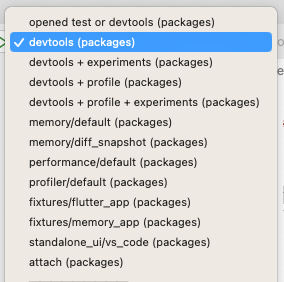 opened test or devtools (packages)
✓ devtools (packages)
devtools + experiments (packages)
devtools + profile (packages)
devtools + profile + experiments (packages)
memory/default (packages)
memory/diff_snapshot (packages)
performance/default (packages)
profiler/default (packages)
fixtures/flutter_app (packages)
fixtures/memory_app (packages)
standalone_ui/vs_code (packages)
attach (packages)